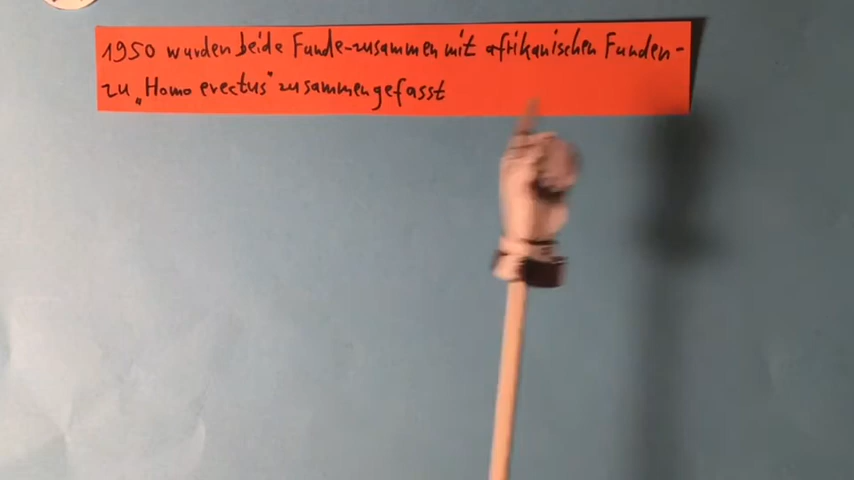 1950 wurden beide Funde-zusammen mit afrikanischen Funden-
zu „Homo erectus" zusammengefasst